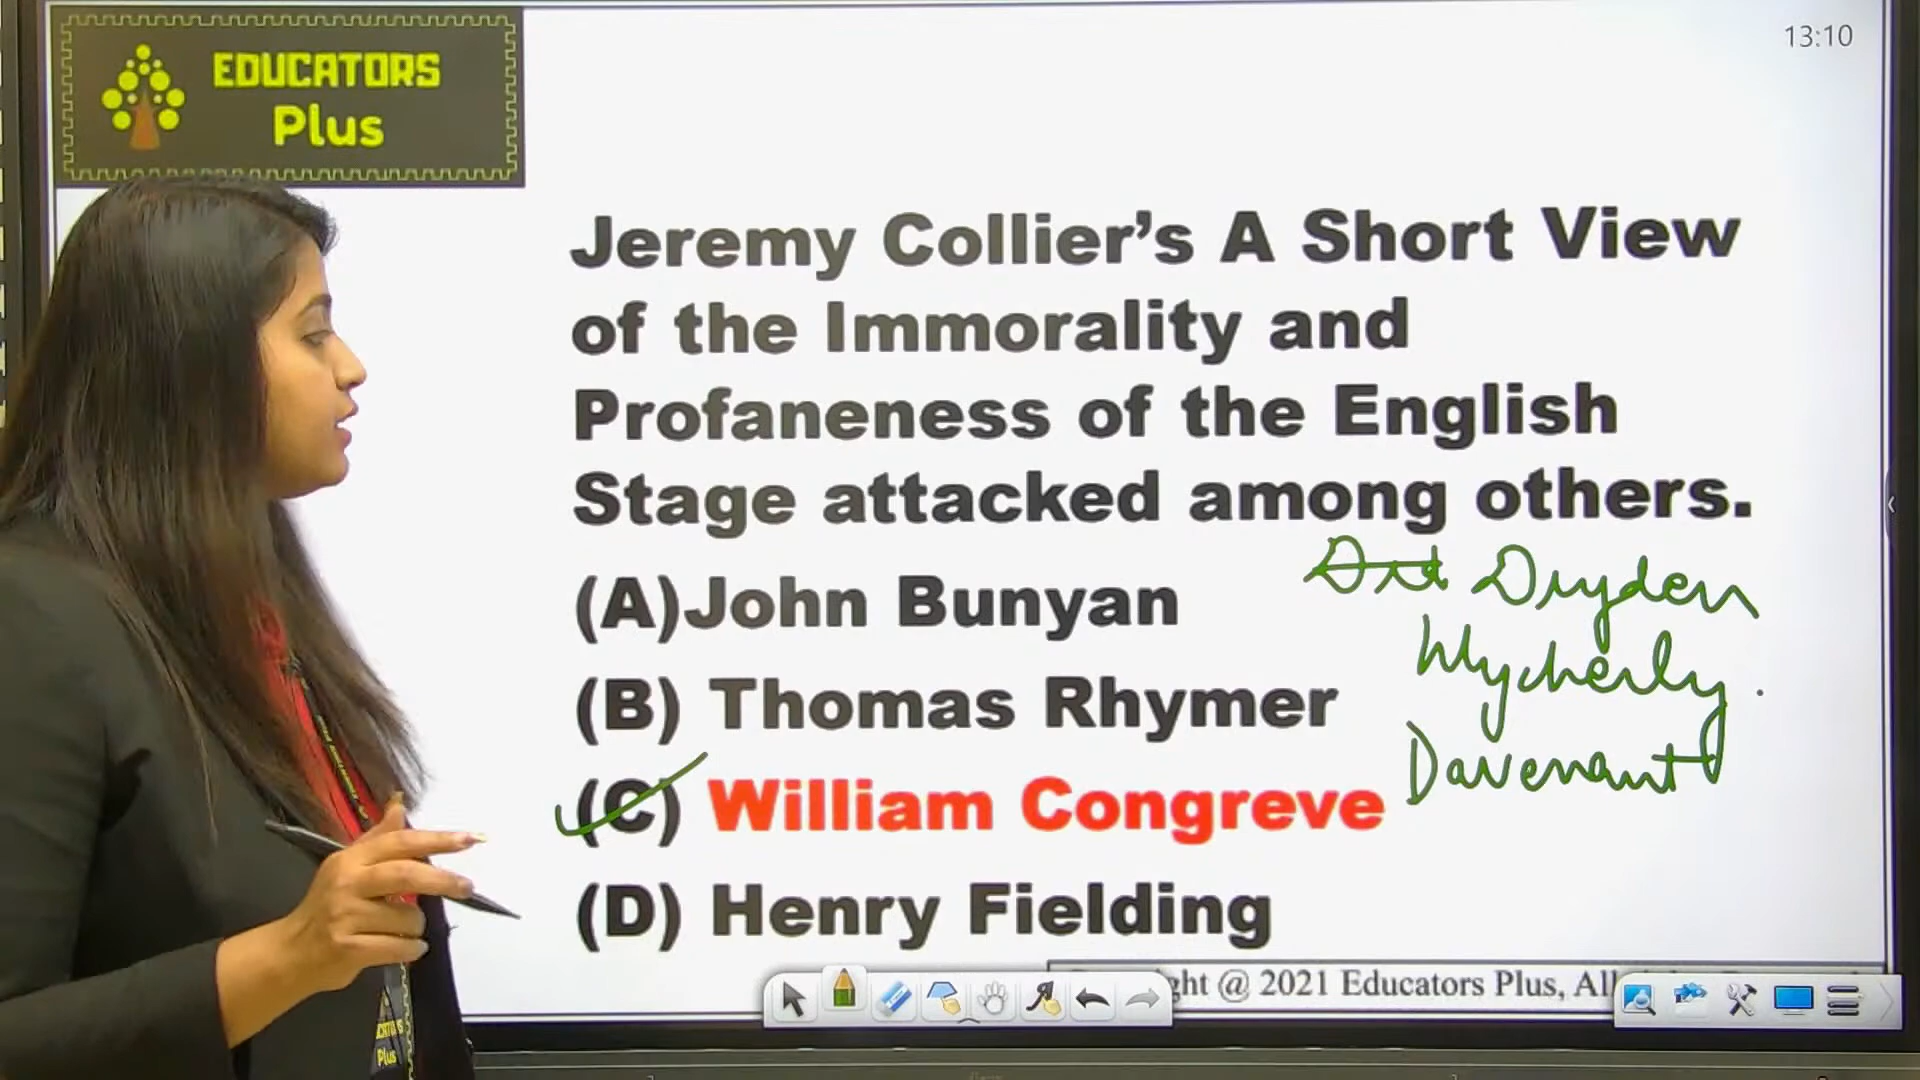 EDUCATORS
Plus
13:10
Jeremy Collier's A Short View
of the Immorality and
Profaneness of the English
Stage attacked among others.
Dryden
Wycherly.
Davenant
(A)John Bunyan
(B) Thomas Rhymer
(C) William Congreve
(D) Henry Fielding
ght @ 2021 Educators Plus, All
Plus